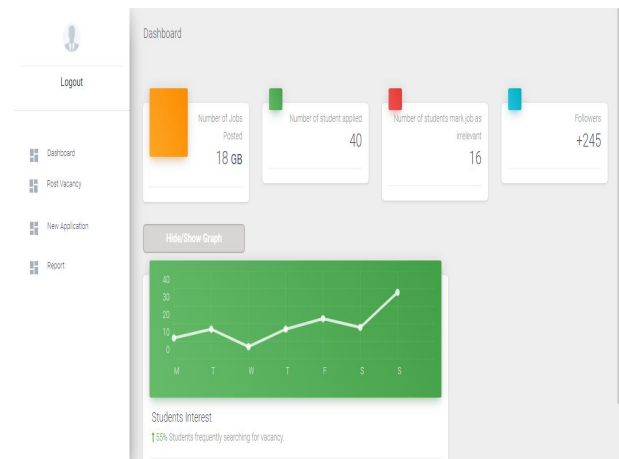 Logout
Dashboard
Post Vacancy
New Application
Report
Dashboard
Number of Jobs
Posted
18 GB
Number of student applied
40
Number of students mark job as
irrelevant
16
Followers
+245
Hide/Show Graph
40
30
20
10
0
M T W T F S S
Students Interest
55% Students frequently searching for vacancy.